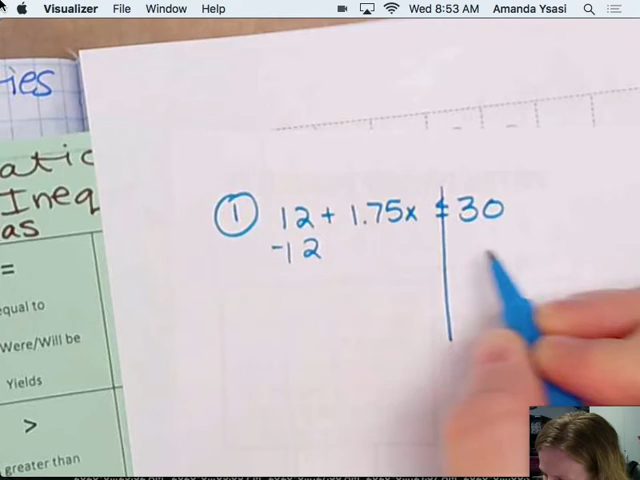 Visualizer File Window Help Wed 8:53 AM Amanda Ysasi
ies
atic
Ineq
as
=
equal to
Were/Will be
Yields
>
greater than
① 12 + 1.75x ≤ 30
-12